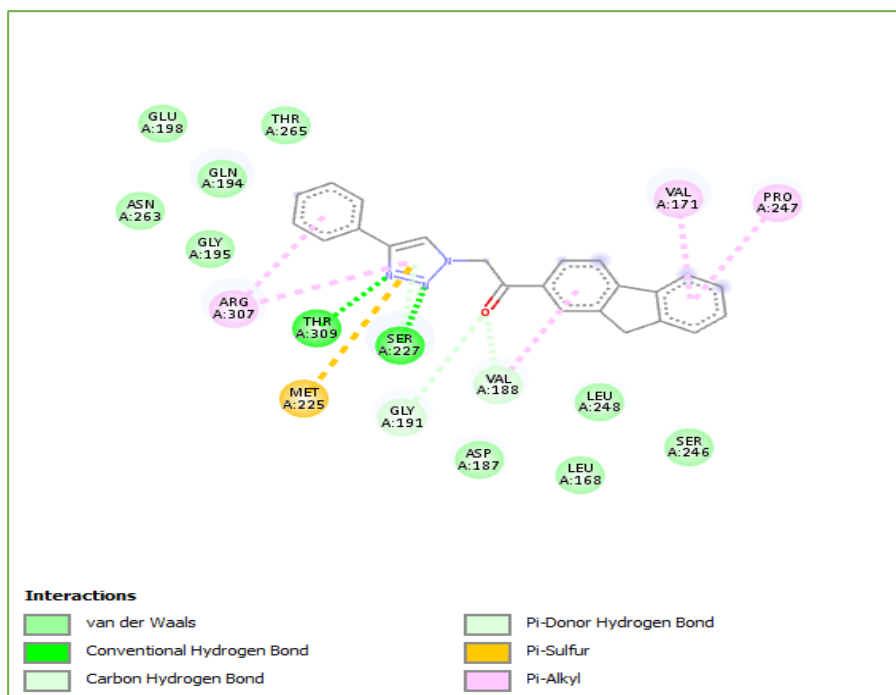 GLU
A:198
THR
A:265
GLN
A:194
ASN
A:263
GLY
A:195
VAL
A:171
PRO
A:247
N
N
N
O
ARG
A:307
THR
A:309
SER
A:227
MET
A:225
GLY
A:191
VAL
A:188
LEU
A:248
SER
A:246
ASP
A:187
LEU
A:168
Interactions
van der Waals
Conventional Hydrogen Bond
Carbon Hydrogen Bond
Pi-Donor Hydrogen Bond
Pi-Sulfur
Pi-Alkyl